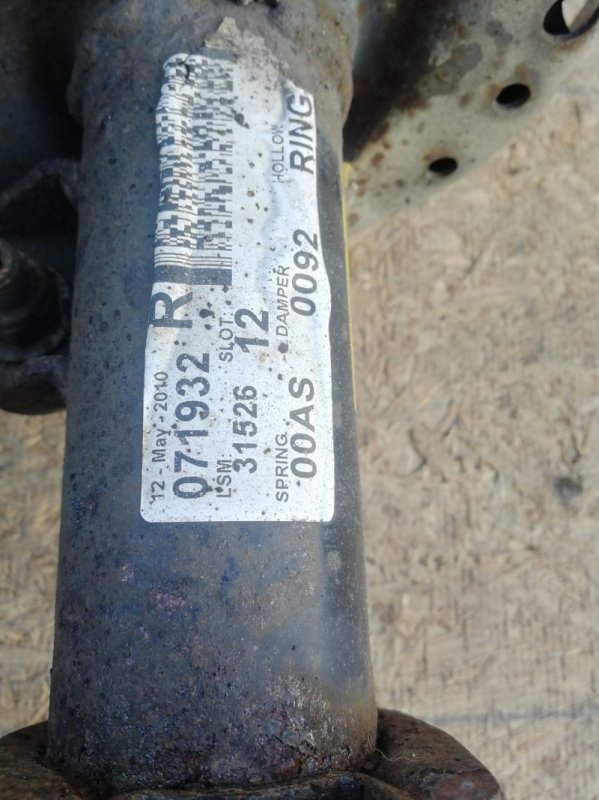 12 - May - 2010
071932 R
LSM SLOT
31526 12
SPRING DAMPER HOLLOW
00AS 0092 RING